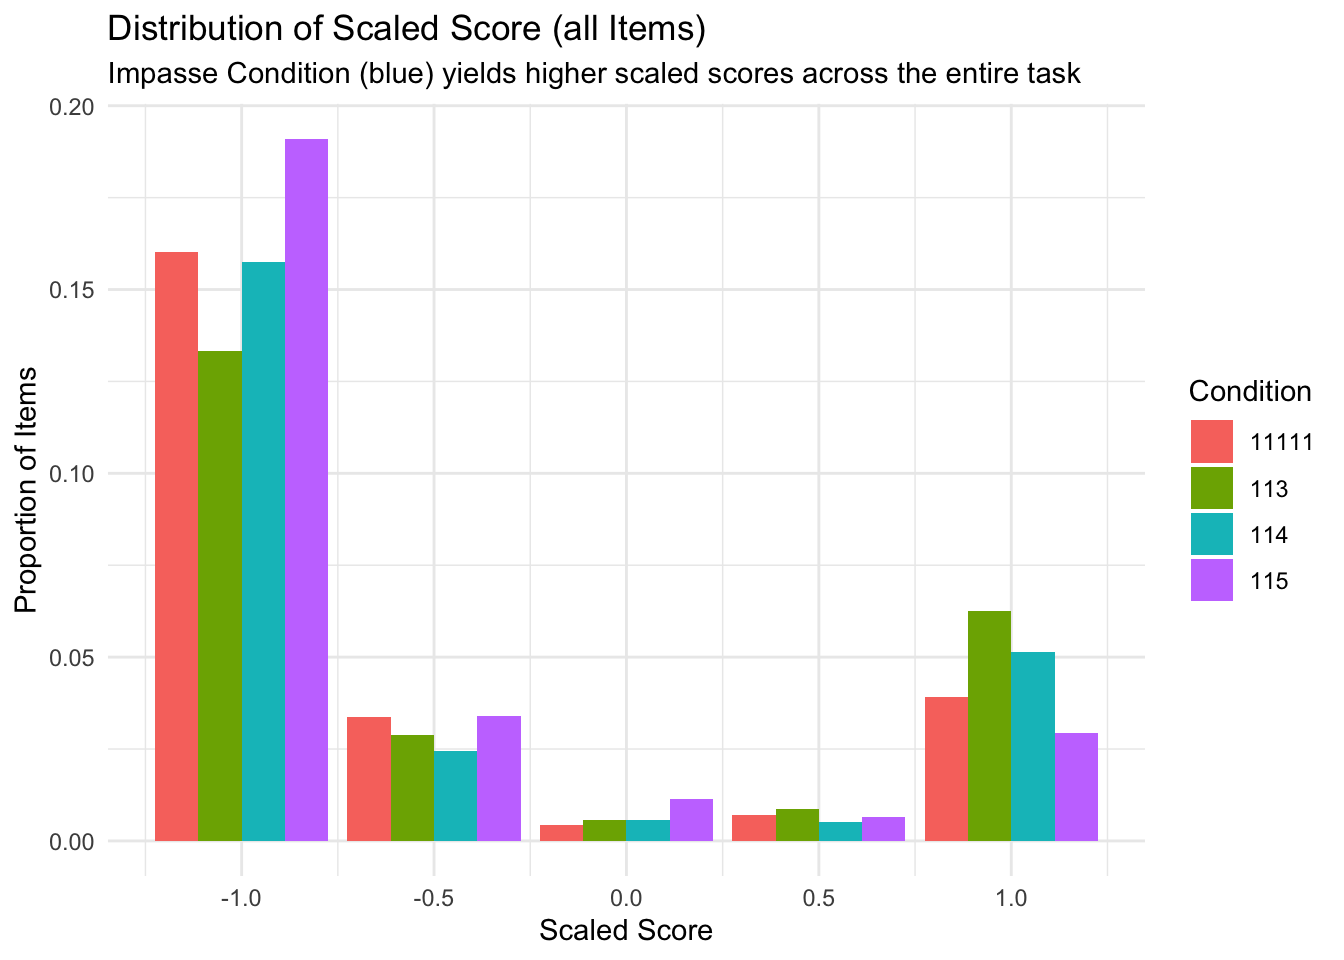 Distribution of Scaled Score (all Items)
Impasse Condition (blue) yields higher scaled scores across the entire task
0.20
0.15
0.10
0.05
0.00
Proportion of Items
-1.0
-0.5
0.0
0.5
1.0
Scaled Score
Condition
11111
113
114
115